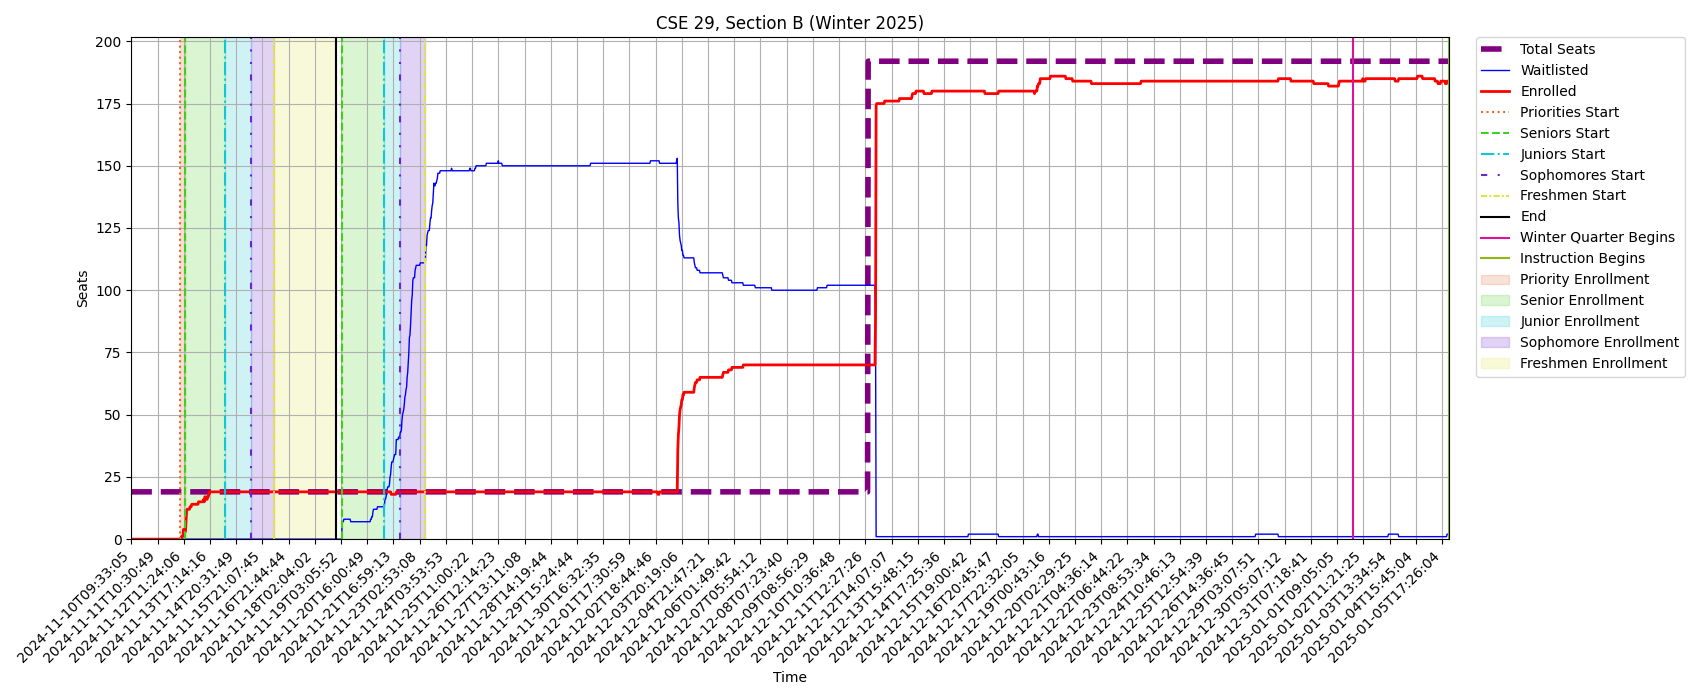 CSE 29, Section B (Winter 2025)
Seats
200
175
150
125
100
75
50
25
0
2024-11-10T09:33:05
2024-11-11T10:30:49
2024-11-12T11:24:06
2024-11-13T17:14:16
2024-11-14T20:31:49
2024-11-15T21:07:45
2024-11-16T21:44:44
2024-11-18T02:04:02
2024-11-19T03:05:52
2024-11-20T16:00:49
2024-11-21T16:59:13
2024-11-23T23:53:08
2024-11-24T23:53:53
2024-11-25T11:00:22
2024-11-26T12:14:23
2024-11-27T13:11:08
2024-11-28T14:19:44
2024-11-29T15:24:44
2024-11-30T16:32:35
2024-12-01T17:30:59
2024-12-02T18:44:46
2024-12-03T20:19:06
2024-12-04T21:47:21
2024-12-06T01:49:42
2024-12-07T05:54:12
2024-12-08T07:23:40
2024-12-09T08:56:29
2024-12-10T10:36:48
2024-12-11T12:27:26
2024-12-12T14:07:07
2024-12-13T15:48:15
2024-12-14T17:25:36
2024-12-15T19:00:42
2024-12-16T20:45:47
2024-12-17T22:32:05
2024-12-19T00:43:16
2024-12-20T02:29:25
2024-12-21T04:36:14
2024-12-22T06:44:22
2024-12-23T08:53:34
2024-12-24T10:46:13
2024-12-25T12:54:39
2024-12-26T14:36:45
2024-12-29T03:07:51
2024-12-30T05:07:12
2024-12-31T07:18:41
2025-01-01T09:05:05
2025-01-02T11:21:25
2025-01-03T13:34:54
2025-01-04T15:45:04
2025-01-05T17:26:04
Time
Total Seats
Waitlisted
Enrolled
Priorities Start
Seniors Start
Juniors Start
Sophomores Start
Freshmen Start
End
Winter Quarter Begins
Instruction Begins
Priority Enrollment
Senior Enrollment
Junior Enrollment
Sophomore Enrollment
Freshmen Enrollment